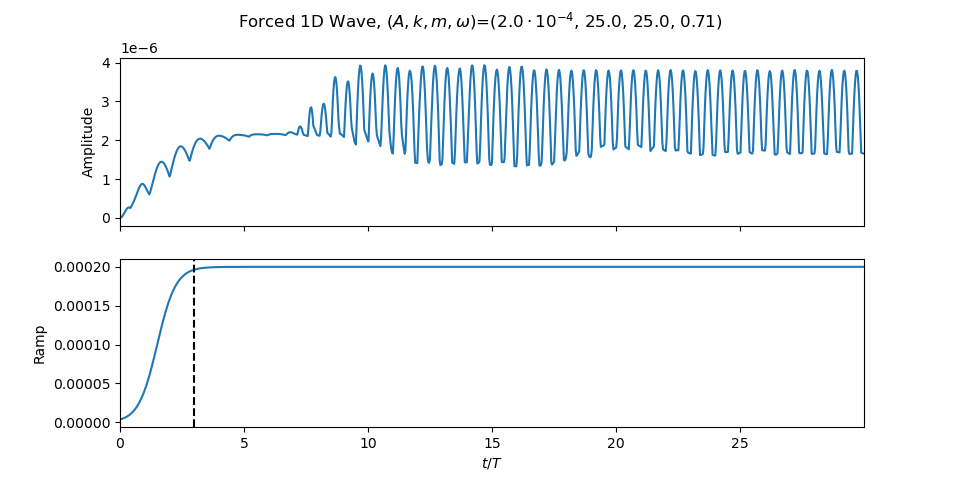 Forced 1D Wave, (A, k, m, ω)=(2.0 · 10⁻⁴, 25.0, 25.0, 0.71)
1e−6
4
3
2
1
0
Amplitude
0.00020
0.00015
0.00010
0.00005
0.00000
Ramp
0 5 10 15 20 25
t/T